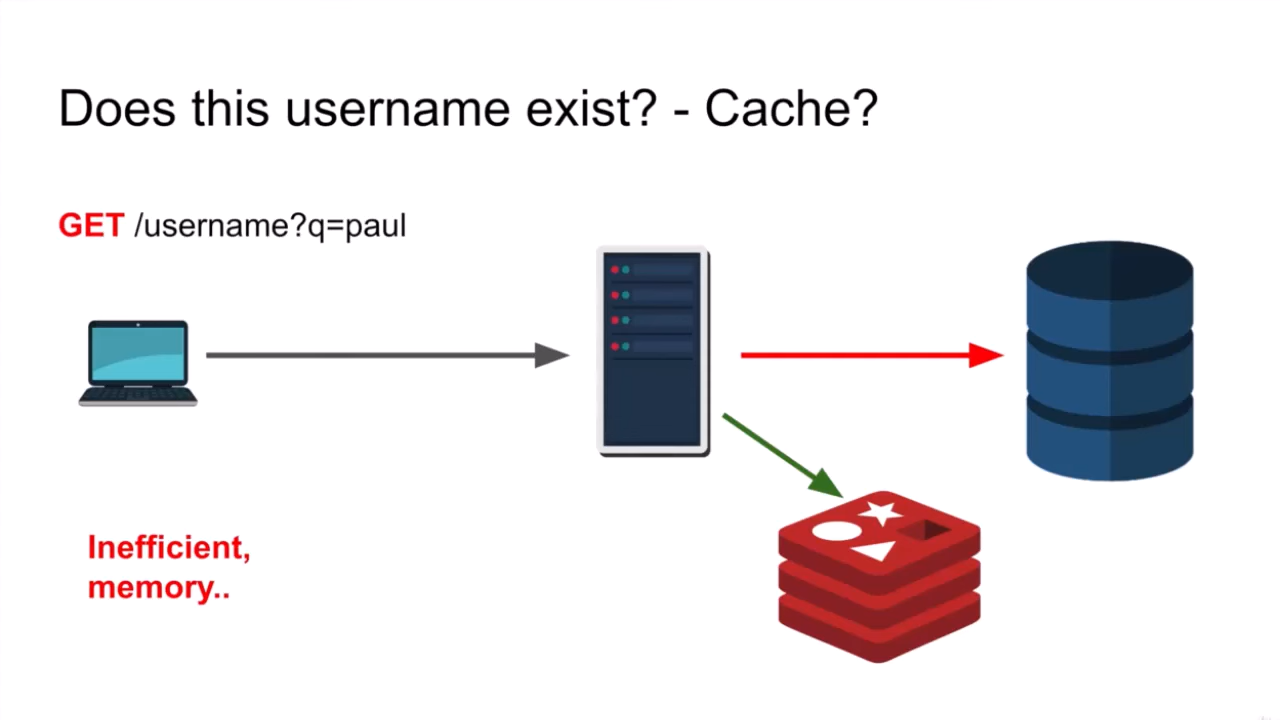 Does this username exist? - Cache?
GET /username?q=paul
Inefficient,
memory..